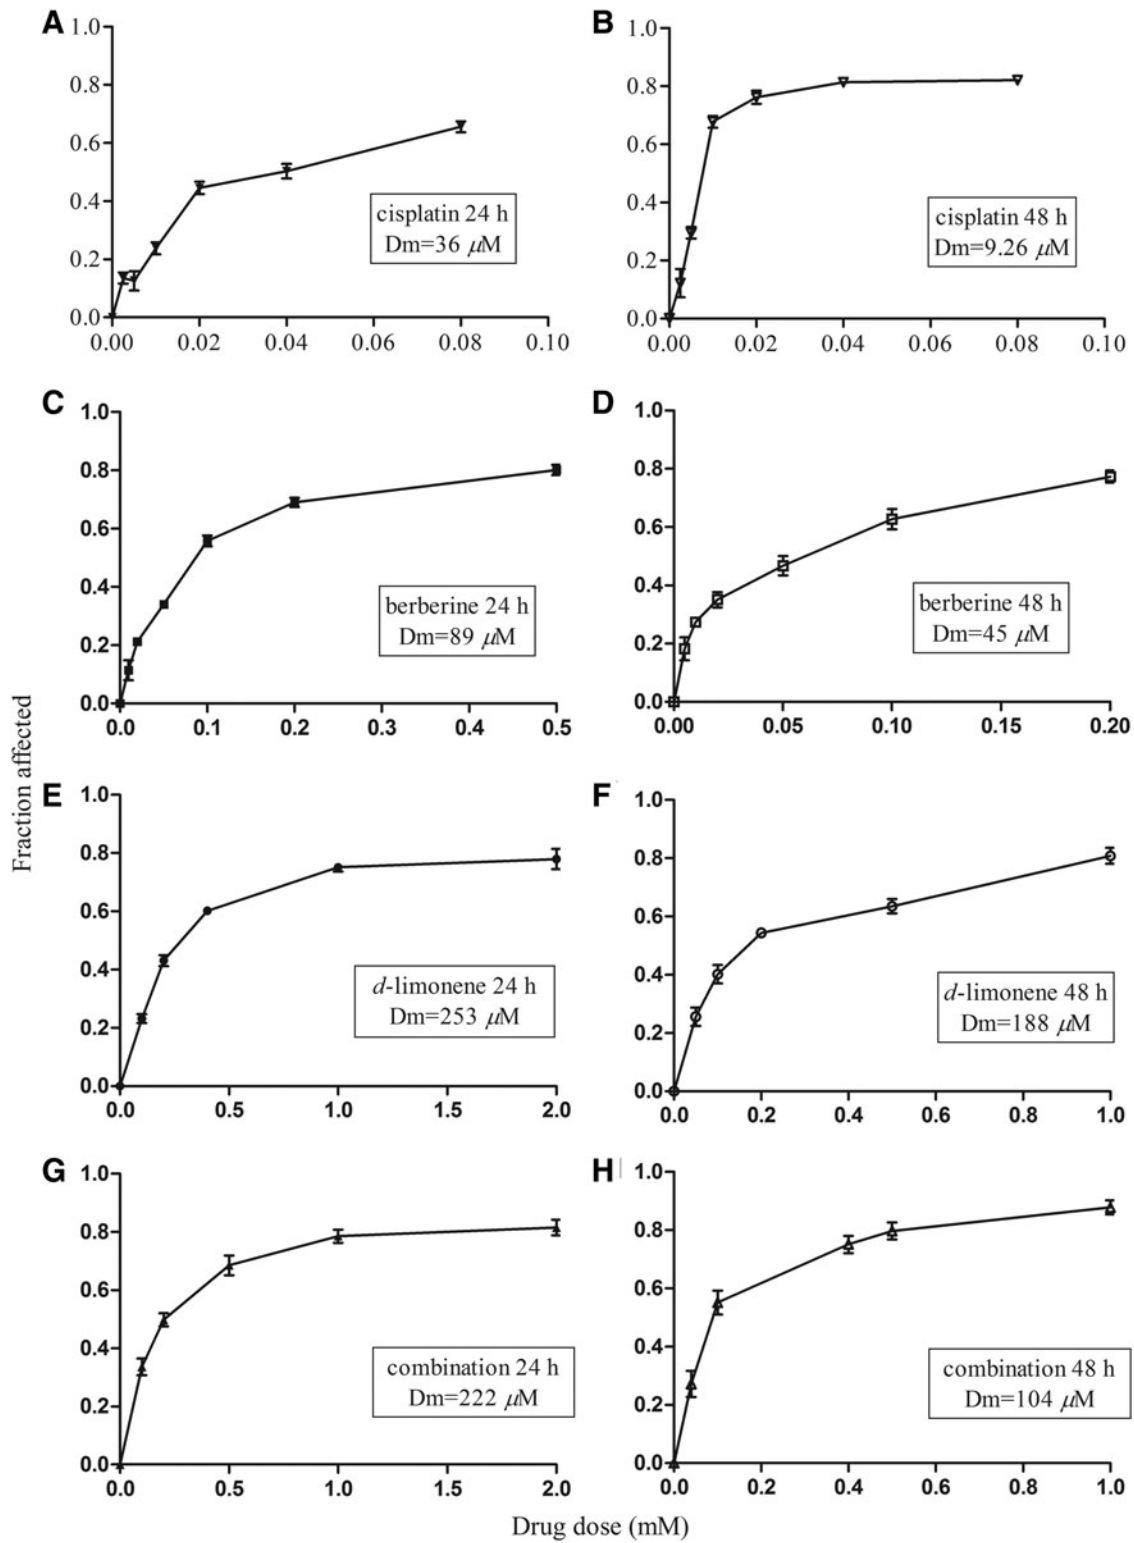 A
1.0
0.8
0.6
0.4
0.2
0.0
0.00 0.02 0.04 0.06 0.08 0.10
cisplatin 24 h
Dm=36 μM
B
1.0
0.8
0.6
0.4
0.2
0.0
0.00 0.02 0.04 0.06 0.08 0.10
cisplatin 48 h
Dm=9.26 μM
C
1.0
0.8
0.6
0.4
0.2
0.0
0.0 0.1 0.2 0.3 0.4 0.5
berberine 24 h
Dm=89 μM
D
1.0
0.8
0.6
0.4
0.2
0.0
0.00 0.05 0.10 0.15 0.20
berberine 48 h
Dm=45 μM
Fraction affected
E
1.0
0.8
0.6
0.4
0.2
0.0
0.0 0.5 1.0 1.5 2.0
d-limonene 24 h
Dm=253 μM
F
1.0
0.8
0.6
0.4
0.2
0.0
0.0 0.2 0.4 0.6 0.8 1.0
d-limonene 48 h
Dm=188 μM
G
1.0
0.8
0.6
0.4
0.2
0.0
0.0 0.5 1.0 1.5 2.0
combination 24 h
Dm=222 μM
H
1.0
0.8
0.6
0.4
0.2
0.0
0.0 0.2 0.4 0.6 0.8 1.0
combination 48 h
Dm=104 μM
Drug dose (mM)